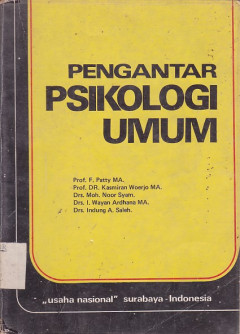 PENGANTAR
PSIKOLOGI
UMUM
Prof. F. Patty MA.
Prof. DR. Kasmiran Woerjo MA.
Drs. Moh. Noor Syam.
Drs. I. Wayan Ardhana MA.
Drs. Indung A. Saleh.
„usaha nasional" surabaya - Indonesia